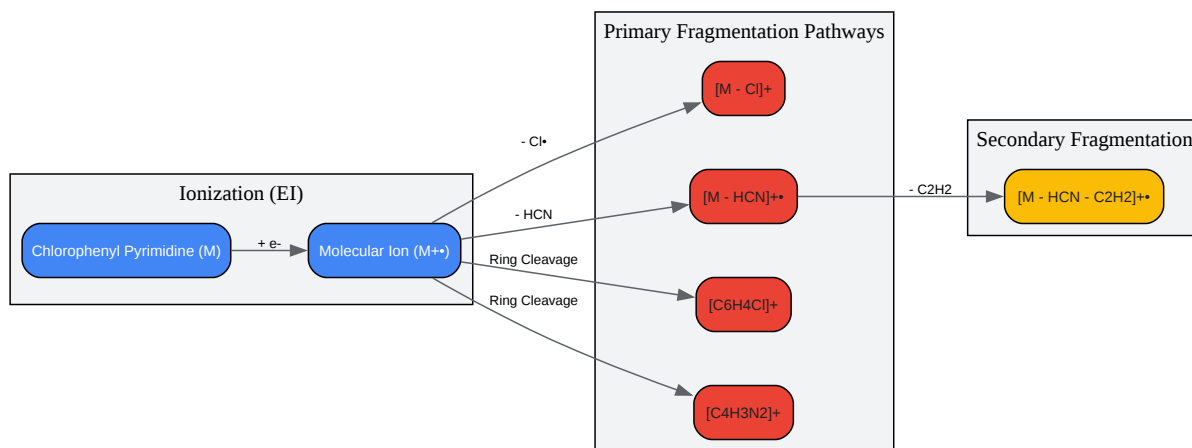 Primary Fragmentation Pathways
[M - Cl]+
Secondary Fragmentation
- Cl•
Ionization (EI)
[M - HCN]+•
- C2H2
[M - HCN - C2H2]+•
- HCN
Chlorophenyl Pyrimidine (M)
+ e-
Molecular Ion (M+•)
Ring Cleavage
[C6H4Cl]+
Ring Cleavage
[C4H3N2]+